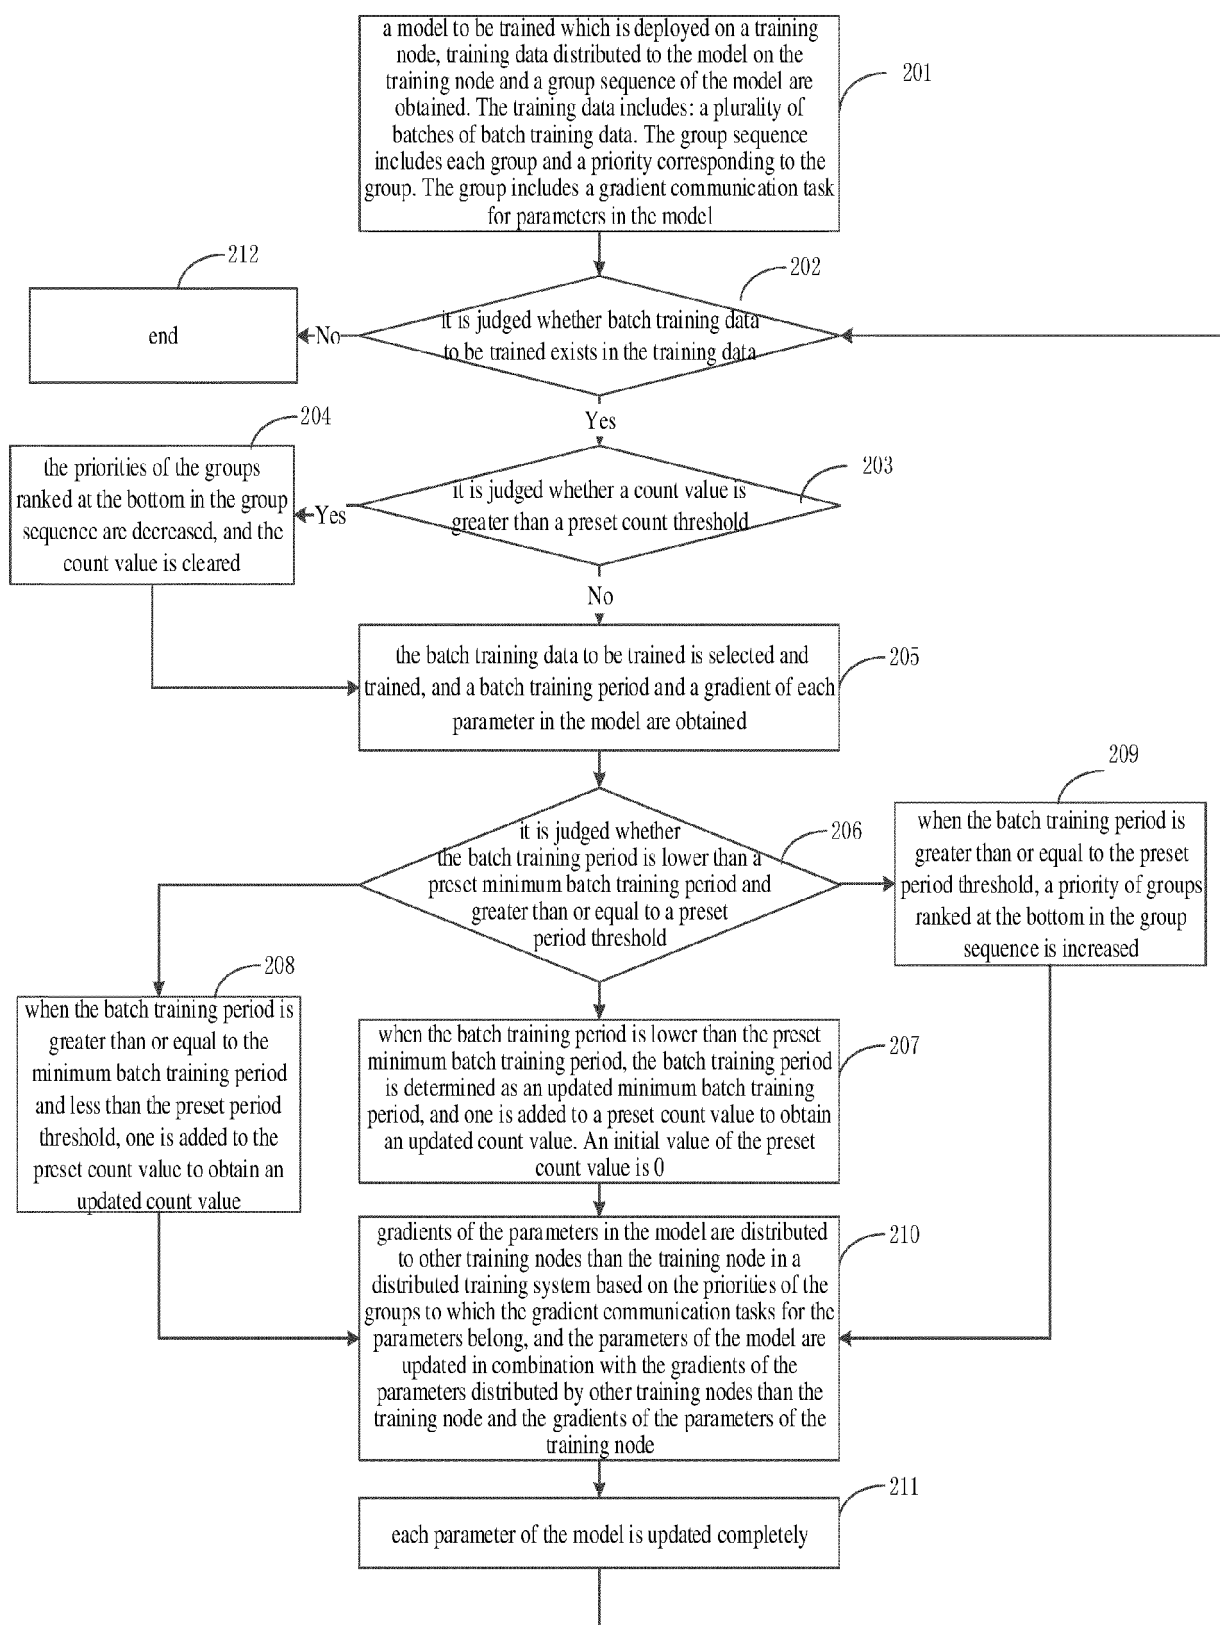 a model to be trained which is deployed on a training
node, training data distributed to the model on the
training node and a group sequence of the model are
obtained. The training data includes: a plurality of
batches of batch training data. The group sequence
includes each group and a priority corresponding to the
group. The group includes a gradient communication task
for parameters in the model
201
212
end
No
202
it is judged whether batch training data
to be trained exists in the training data
Yes
204
the priorities of the groups
ranked at the bottom in the group
sequence are decreased, and the
count value is cleared
Yes
203
it is judged whether a count value is
greater than a preset count threshold
No
the batch training data to be trained is selected and
trained, and a batch training period and a gradient of each
parameter in the model are obtained
205
it is judged whether
the batch training period is lower than a
preset minimum batch training period and
greater than or equal to a preset
period threshold
206
209
when the batch training period is
greater than or equal to the preset
period threshold, a priority of groups
ranked at the bottom in the group
sequence is increased
208
when the batch training period is
greater than or equal to the
minimum batch training period
and less than the preset period
threshold, one is added to the
preset count value to obtain an
updated count value
when the batch training period is lower than the preset
minimum batch training period, the batch training period
is determined as an updated minimum batch training
period, and one is added to a preset count value to obtain
an updated count value. An initial value of the preset
count value is 0
207
gradients of the parameters in the model are distributed
to other training nodes than the training node in a
distributed training system based on the priorities of the
groups to which the gradient communication tasks for the
parameters belong, and the parameters of the model are
updated in combination with the gradients of the
parameters distributed by other training nodes than the
training node and the gradients of the parameters of the
training node
210
each parameter of the model is updated completely
211